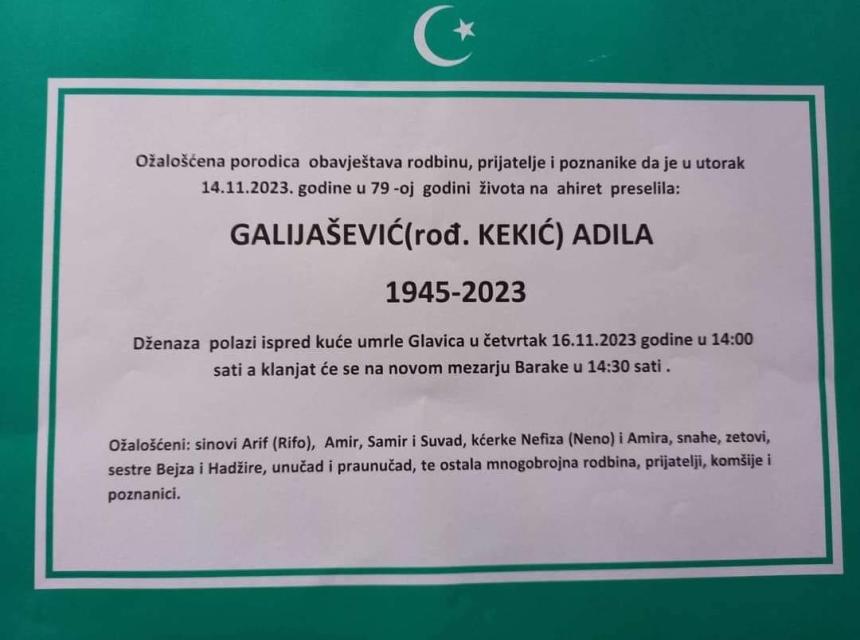 Ožalošćena porodica obavještava rodbinu, prijatelje i poznanike da je u utorak
14.11.2023. godine u 79 -oj godini života na ahiret preselila:
GALIJAŠEVIĆ(rođ. KEKIĆ) ADILA
1945-2023
Dženaza polazi ispred kuće umrle Glavica u četvrtak 16.11.2023 godine u 14:00
sati a klanjat će se na novom mezarju Barake u 14:30 sati .
Ožalošćeni: sinovi Arif (Rifo), Amir, Samir i Suvad, kćerke Nefiza (Neno) i Amira, snahe, zetovi,
sestre Bejza i Hadžire, unučad i praunučad, te ostala mnogobrojna rodbina, prijatelji, komšije i
poznanici.